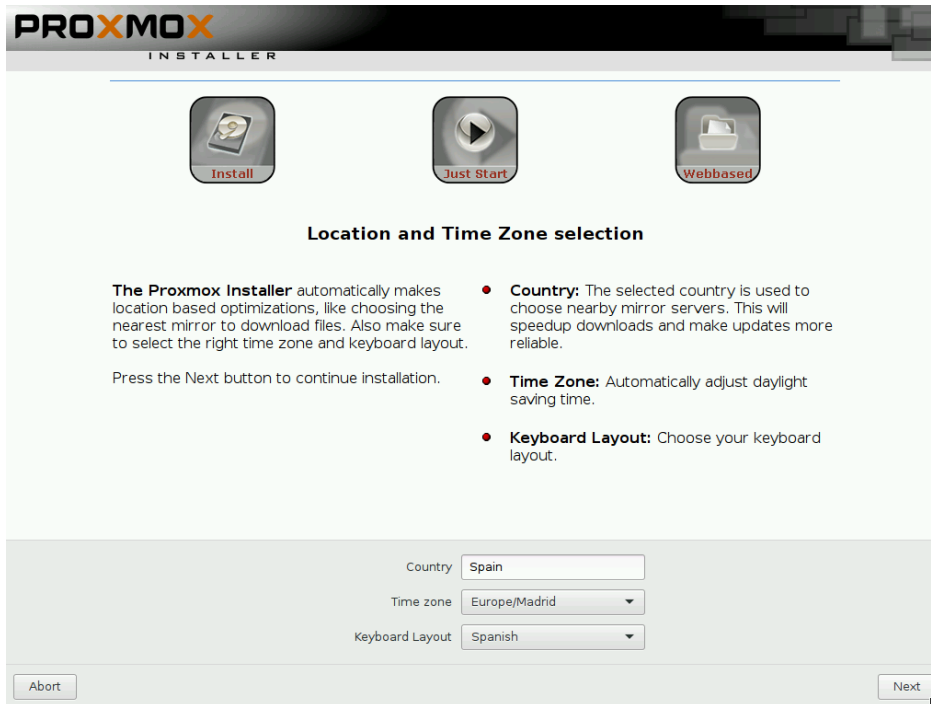 PROXMOX
INSTALLER
Install
Just Start
Webbased
Location and Time Zone selection
The Proxmox Installer automatically makes
location based optimizations, like choosing the
nearest mirror to download files. Also make sure
to select the right time zone and keyboard layout.
Press the Next button to continue installation.
Country: The selected country is used to
choose nearby mirror servers. This will
speedup downloads and make updates more
reliable.
Time Zone: Automatically adjust daylight
saving time.
Keyboard Layout: Choose your keyboard
layout.
Country Spain
Time zone Europe/Madrid
Keyboard Layout Spanish
Abort
Next